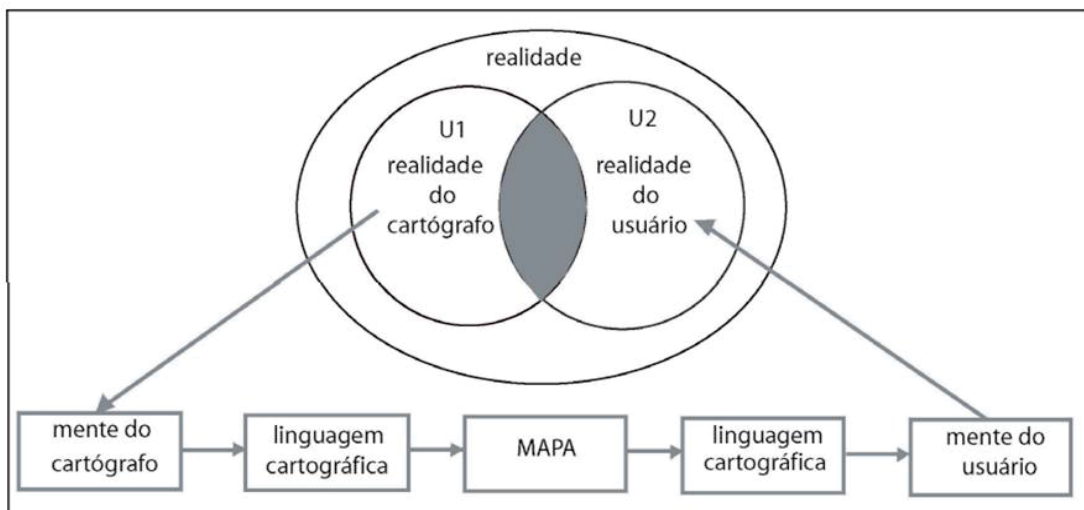 realidade
U1
realidade
do
cartógrafo
U2
realidade
do
usuário
mente do
cartógrafo
linguagem
cartográfica
MAPA
linguagem
cartográfica
mente do
usuário